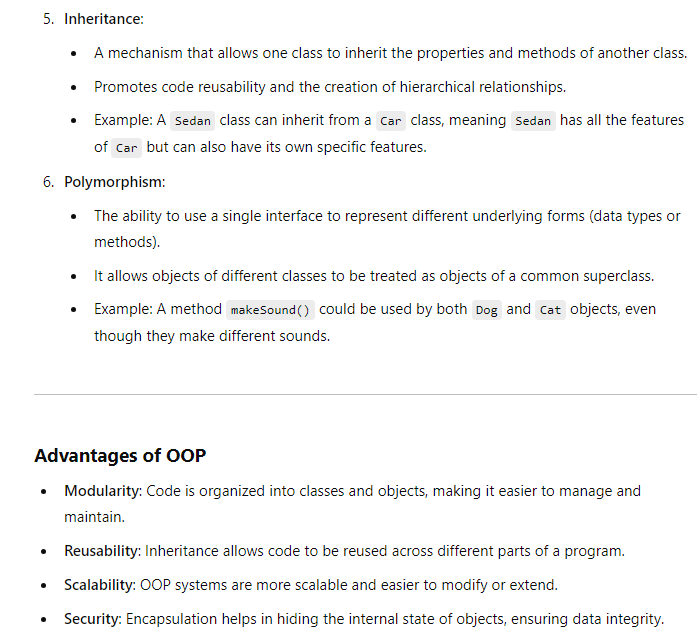 5. Inheritance:
• A mechanism that allows one class to inherit the properties and methods of another class.
• Promotes code reusability and the creation of hierarchical relationships.
• Example: A Sedan class can inherit from a Car class, meaning Sedan has all the features
of Car but can also have its own specific features.
6. Polymorphism:
• The ability to use a single interface to represent different underlying forms (data types or
methods).
• It allows objects of different classes to be treated as objects of a common superclass.
• Example: A method makeSound() could be used by both Dog and Cat objects, even
though they make different sounds.
Advantages of OOP
• Modularity: Code is organized into classes and objects, making it easier to manage and
maintain.
• Reusability: Inheritance allows code to be reused across different parts of a program.
• Scalability: OOP systems are more scalable and easier to modify or extend.
• Security: Encapsulation helps in hiding the internal state of objects, ensuring data integrity.